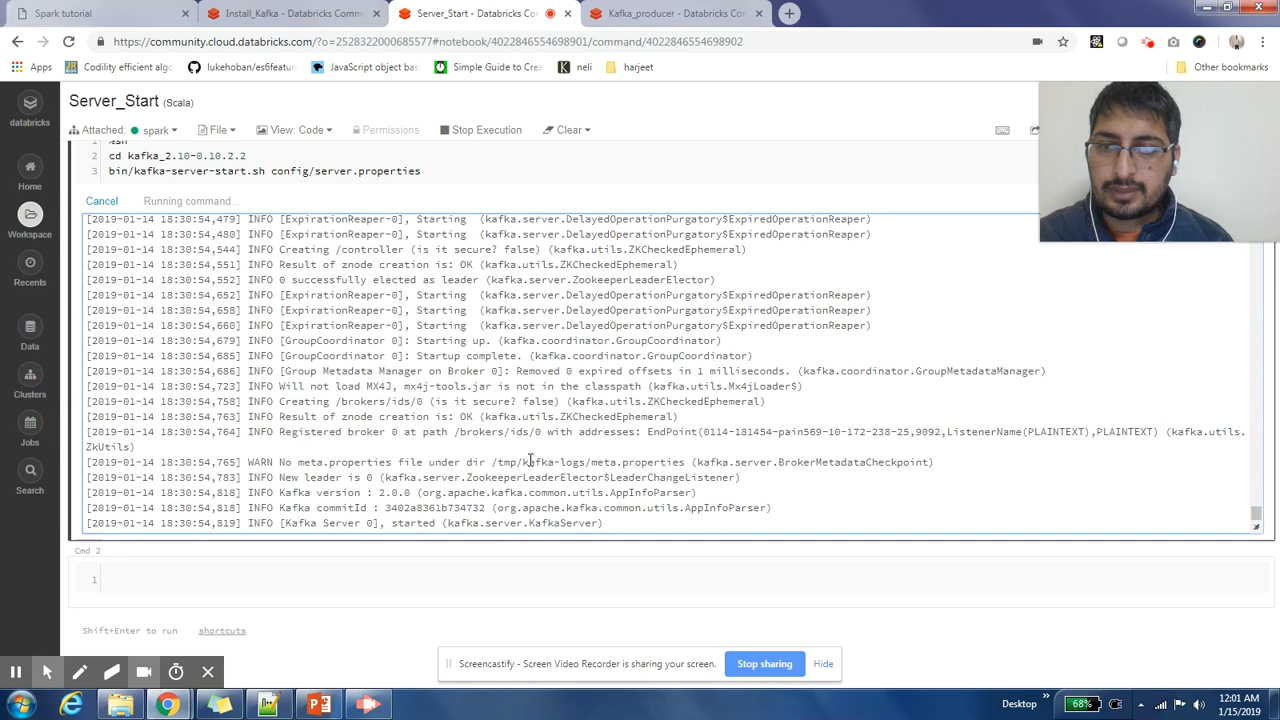 Spark tutorial
Install_Kafka - Databricks Comm
Server_Start - Databricks Co
Kafka_producer - Databricks Com
https://community.cloud.databricks.com/?o=2528322000685577#notebook/4022846554698901/command/4022846554698902
Apps
Codility efficient algo
lukehoban/es6featur
JavaScript object bas
Simple Guide to Crea
neli
harjeet
Other bookmarks
databricks
Home
Workspace
Recents
Data
Clusters
Jobs
Search
Server_Start (Scala)
Attached: spark
File
View: Code
Permissions
Stop Execution
Clear
1 %sh
2 cd kafka_2.10-0.10.2.2
3 bin/kafka-server-start.sh config/server.properties
Cancel Running command...
[2019-01-14 18:30:54,479] INFO [ExpirationReaper-0], Starting (kafka.server.DelayedOperationPurgatory$ExpiredOperationReaper)
[2019-01-14 18:30:54,480] INFO [ExpirationReaper-0], Starting (kafka.server.DelayedOperationPurgatory$ExpiredOperationReaper)
[2019-01-14 18:30:54,544] INFO Creating /controller (is it secure? false) (kafka.utils.ZKCheckedEphemeral)
[2019-01-14 18:30:54,551] INFO Result of znode creation is: OK (kafka.utils.ZKCheckedEphemeral)
[2019-01-14 18:30:54,552] INFO 0 successfully elected as leader (kafka.server.ZookeeperLeaderElector)
[2019-01-14 18:30:54,652] INFO [ExpirationReaper-0], Starting (kafka.server.DelayedOperationPurgatory$ExpiredOperationReaper)
[2019-01-14 18:30:54,658] INFO [ExpirationReaper-0], Starting (kafka.server.DelayedOperationPurgatory$ExpiredOperationReaper)
[2019-01-14 18:30:54,660] INFO [ExpirationReaper-0], Starting (kafka.server.DelayedOperationPurgatory$ExpiredOperationReaper)
[2019-01-14 18:30:54,679] INFO [GroupCoordinator 0]: Starting up. (kafka.coordinator.GroupCoordinator)
[2019-01-14 18:30:54,685] INFO [GroupCoordinator 0]: Startup complete. (kafka.coordinator.GroupCoordinator)
[2019-01-14 18:30:54,686] INFO [Group Metadata Manager on Broker 0]: Removed 0 expired offsets in 1 milliseconds. (kafka.coordinator.GroupMetadataManager)
[2019-01-14 18:30:54,723] INFO Will not load MX4J, mx4j-tools.jar is not in the classpath (kafka.utils.Mx4jLoader$)
[2019-01-14 18:30:54,758] INFO Creating /brokers/ids/0 (is it secure? false) (kafka.utils.ZKCheckedEphemeral)
[2019-01-14 18:30:54,763] INFO Result of znode creation is: OK (kafka.utils.ZKCheckedEphemeral)
[2019-01-14 18:30:54,764] INFO Registered broker 0 at path /brokers/ids/0 with addresses: EndPoint(0114-181454-pain569-10-172-238-25,9092,ListenerName(PLAINTEXT),PLAINTEXT) (kafka.utils.
ZkUtils)
[2019-01-14 18:30:54,765] WARN No meta.properties file under dir /tmp/kafka-logs/meta.properties (kafka.server.BrokerMetadataCheckpoint)
[2019-01-14 18:30:54,783] INFO New leader is 0 (kafka.server.ZookeeperLeaderElector$LeaderChangeListener)
[2019-01-14 18:30:54,818] INFO Kafka version : 2.0.0 (org.apache.kafka.common.utils.AppInfoParser)
[2019-01-14 18:30:54,818] INFO Kafka commitId : 3402a8361b734732 (org.apache.kafka.common.utils.AppInfoParser)
[2019-01-14 18:30:54,819] INFO [Kafka Server 0], started (kafka.server.KafkaServer)
Cmd 2
1
Shift+Enter to run shortcuts
Screencastify - Screen Video Recorder is sharing your screen. Stop sharing Hide
Desktop
68%
12:01 AM
1/15/2019